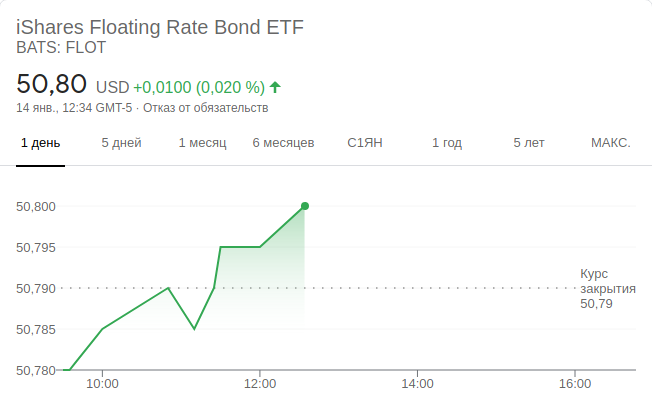 iShares Floating Rate Bond ETF
BATS: FLOT
50,80 USD +0,0100 (0,020 %)
14 янв., 12:34 GMT-5 · Отказ от обязательств
1 день 5 дней 1 месяц 6 месяцев С1ЯН 1 год 5 лет МАКС.
50,800
50,795
50,790
50,785
50,780
Курс
закрытия
50,79
10:00 12:00 14:00 16:00